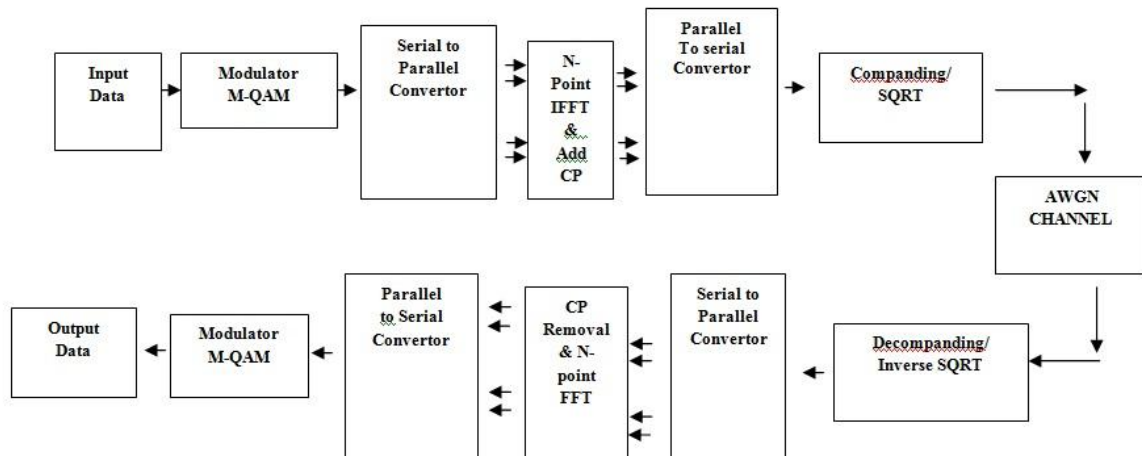 Input
Data
Modulator
M-QAM
Serial to
Parallel
Convertor
N-
Point
IFFT
&
Add
CP
Parallel
To serial
Convertor
Companding/
SQRT
AWGN
CHANNEL
Decompanding/
Inverse SQRT
Serial to
Parallel
Convertor
CP
Removal
& N-
point
FFT
Parallel
to Serial
Convertor
Modulator
M-QAM
Output
Data